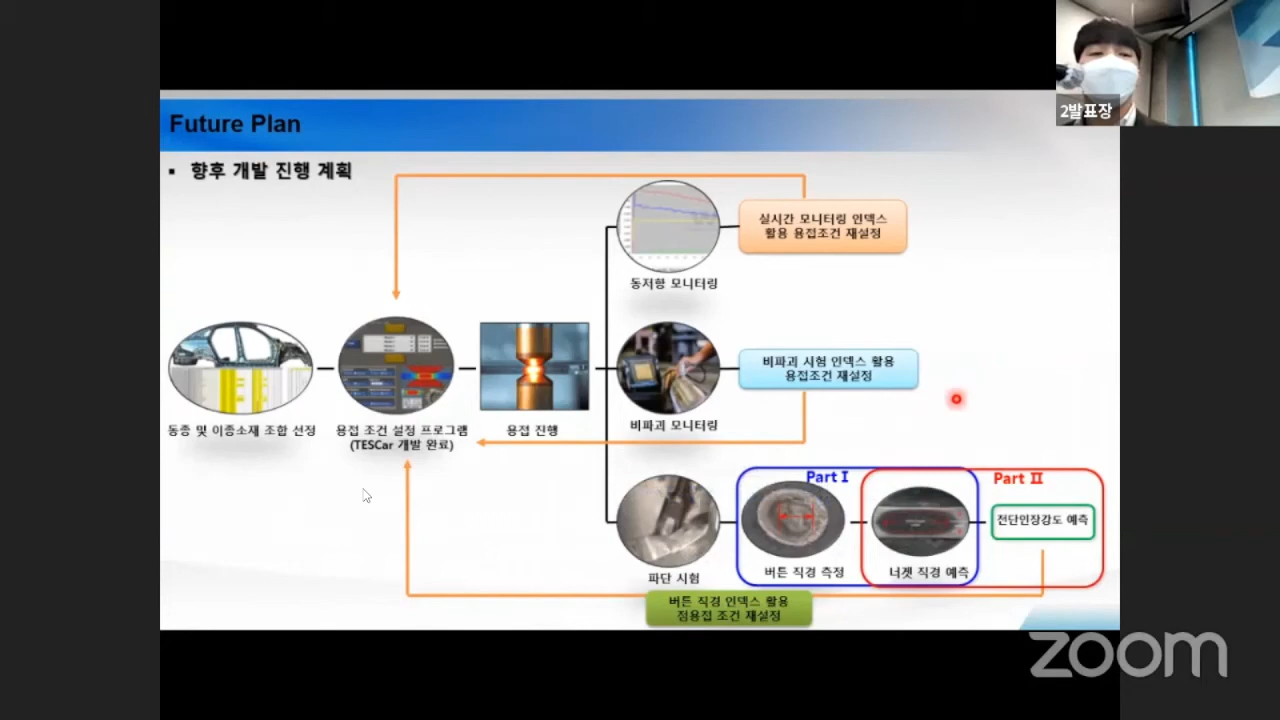 2발표장
Future Plan
▪ 향후 개발 진행 계획
실시간 모니터링 인덱스
활용 용접조건 재설정
동저항 모니터링
비파괴 시험 인덱스 활용
용접조건 재설정
비파괴 모니터링
동종 및 이종소재 조합 선정
용접 조건 설정 프로그램
(TESCar 개발 완료)
용접 진행
Part Ⅰ
Part Ⅱ
전단인장강도 예측
파단 시험
버튼 직경 측정
너겟 직경 예측
버튼 직경 인덱스 활용
점용접 조건 재설정
zoom